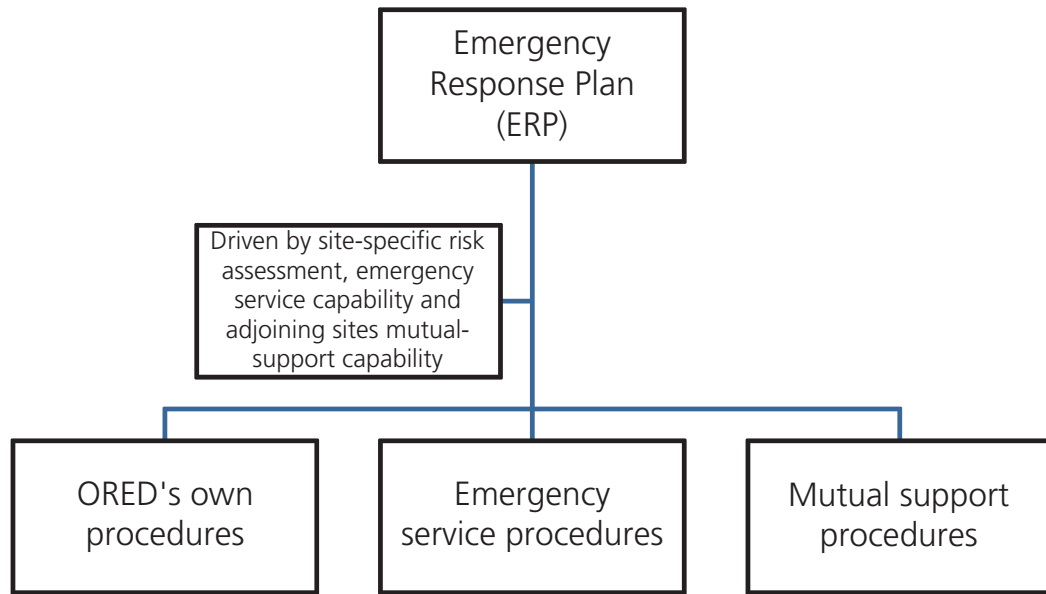 Emergency
Response Plan
(ERP)
Driven by site-specific risk
assessment, emergency
service capability and
adjoining sites mutual-
support capability
ORED's own
procedures
Emergency
service procedures
Mutual support
procedures